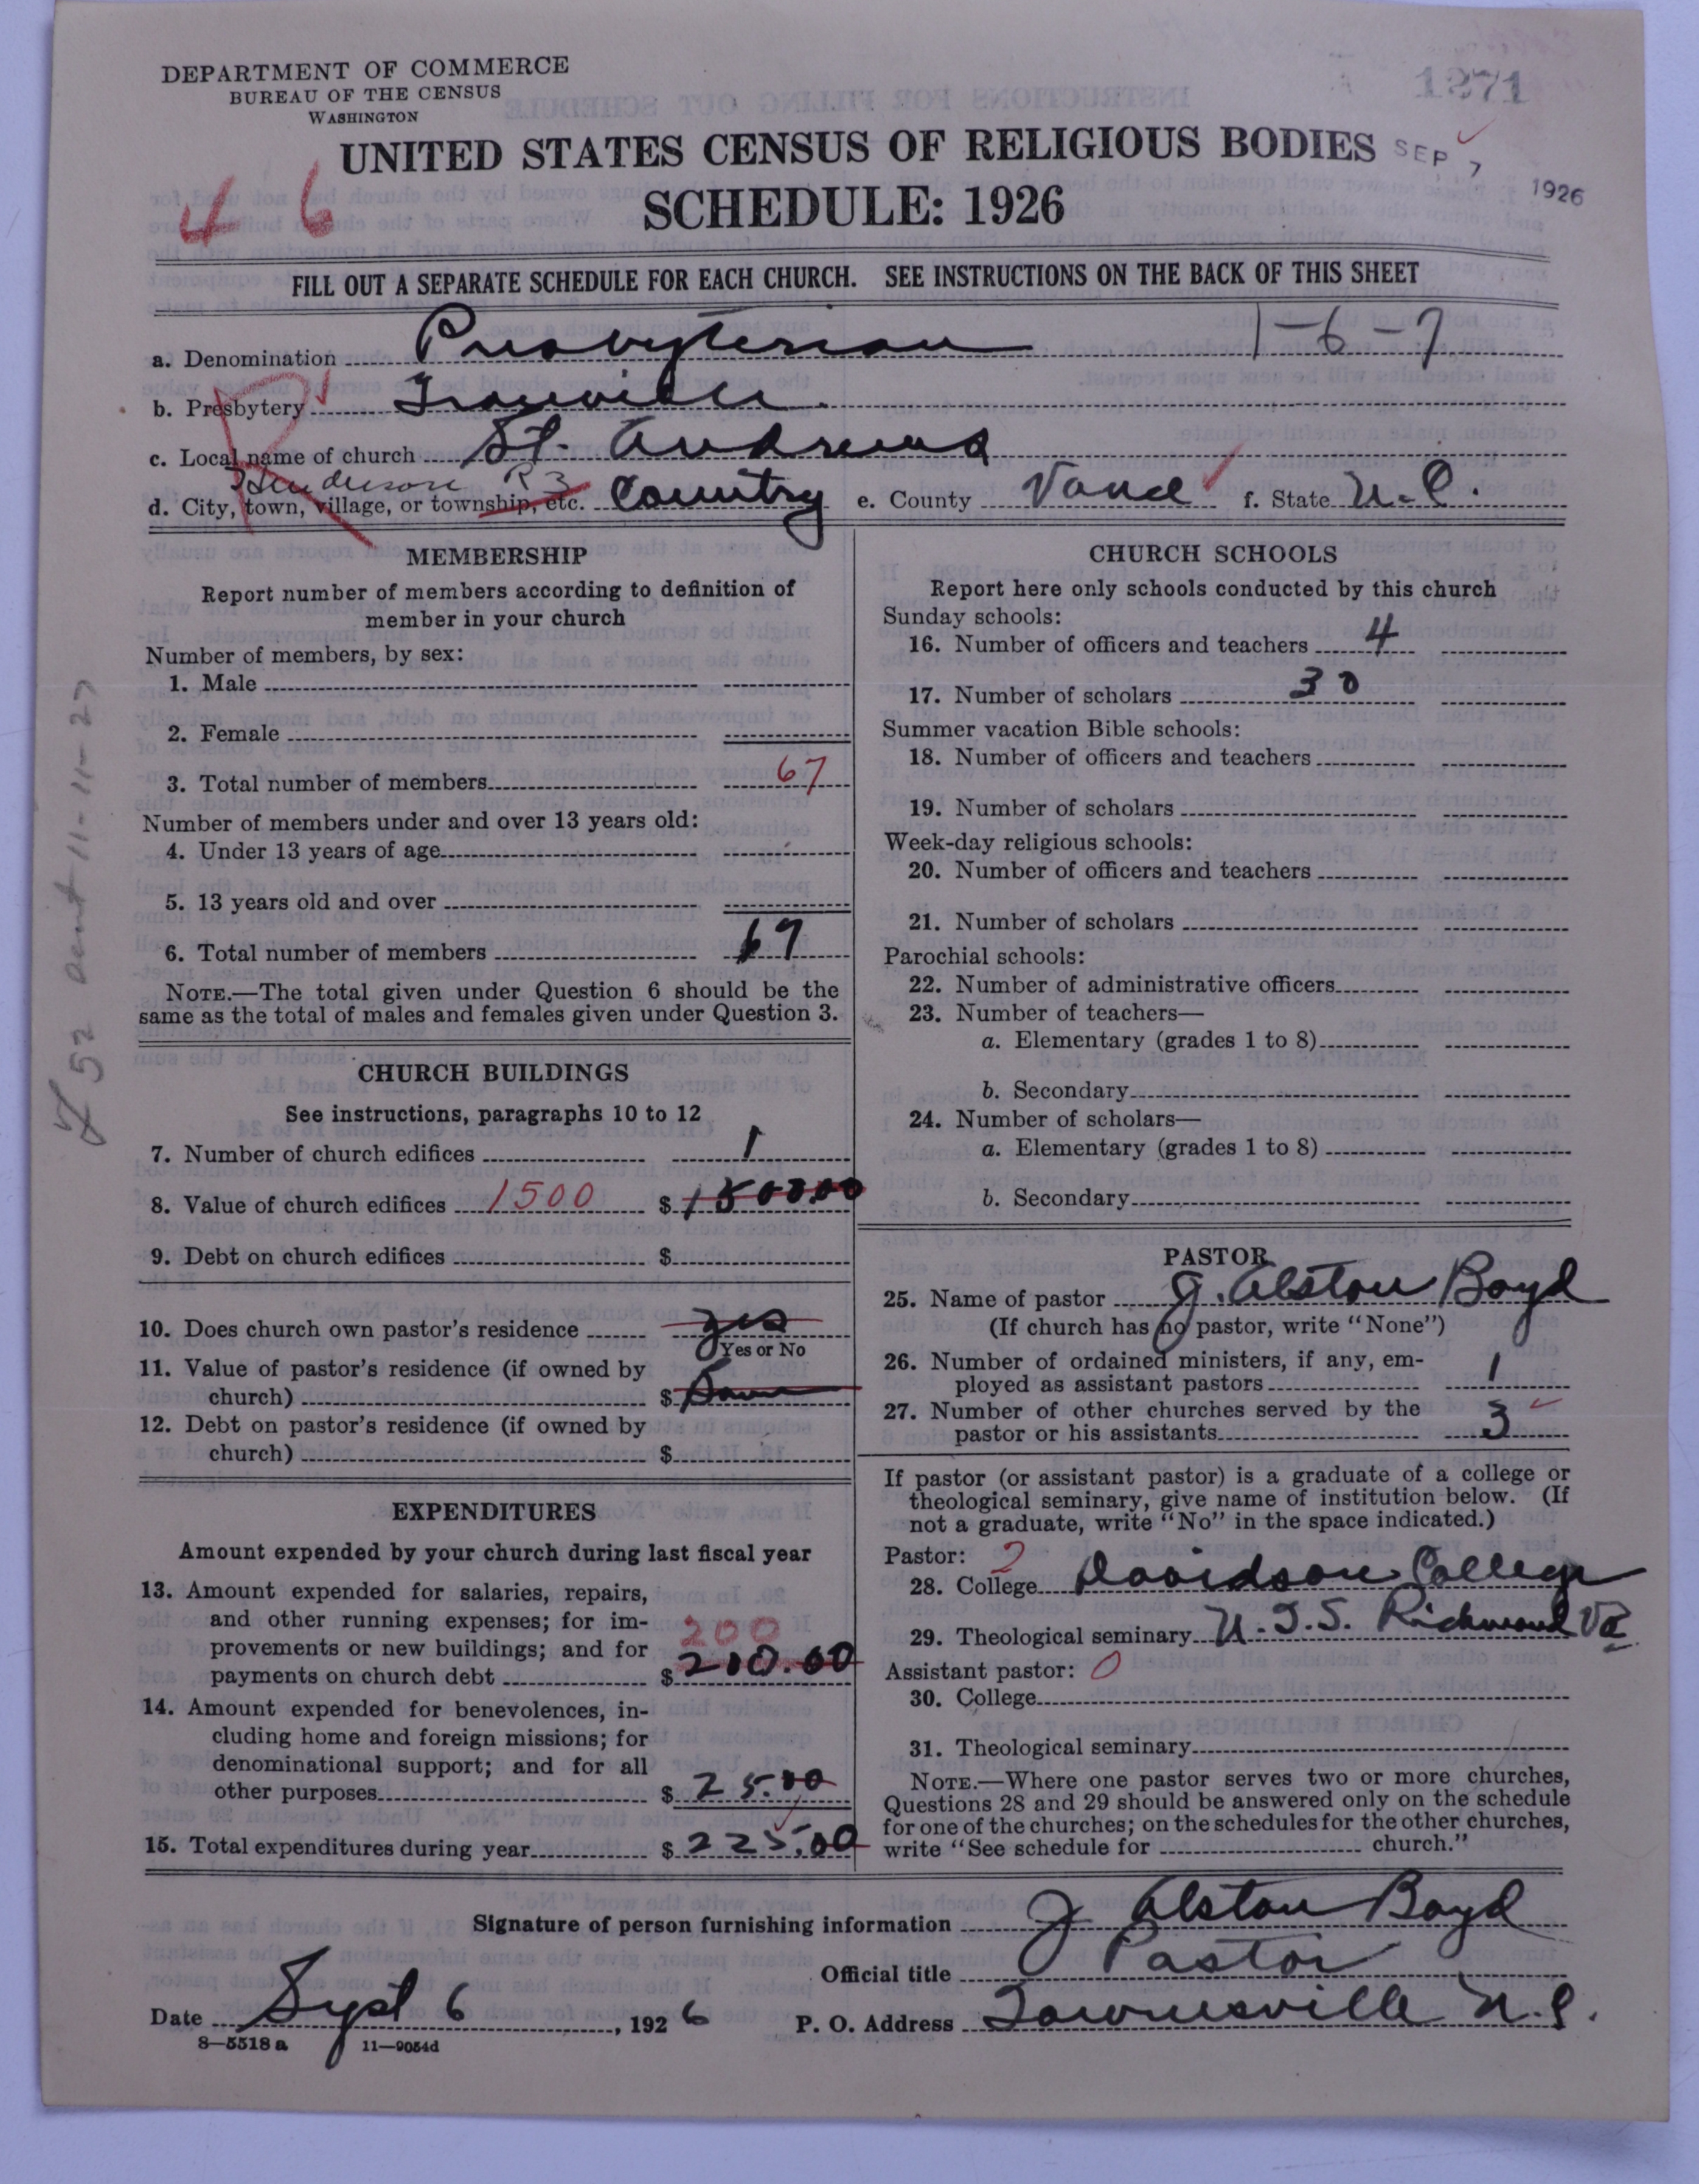 DEPARTMENT OF COMMERCE
BUREAU OF THE CENSUS
WASHINGTON
1271
UNITED STATES CENSUS OF RELIGIOUS BODIES
SEP 7 1926
SCHEDULE: 1926
4 6
FILL OUT A SEPARATE SCHEDULE FOR EACH CHURCH. SEE INSTRUCTIONS ON THE BACK OF THIS SHEET
a. Denomination Presbyterian 1-6-7
b. Presbytery Granville
c. Local name of church St. Andrews
Henderson R 3
d. City, town, village, or township, etc. Country e. County Vance f. State N.C.
MEMBERSHIP
Report number of members according to definition of
member in your church
Number of members, by sex:
1. Male
2. Female
3. Total number of members 67
Number of members under and over 13 years old:
4. Under 13 years of age
5. 13 years old and over
6. Total number of members 67
NOTE.—The total given under Question 6 should be the
same as the total of males and females given under Question 3.
CHURCH BUILDINGS
See instructions, paragraphs 10 to 12
7. Number of church edifices 1
8. Value of church edifices 1500 $ 1500.00
9. Debt on church edifices $
10. Does church own pastor's residence yes
Yes or No
11. Value of pastor's residence (if owned by
church) $
12. Debt on pastor's residence (if owned by
church) $
EXPENDITURES
Amount expended by your church during last fiscal year
13. Amount expended for salaries, repairs,
and other running expenses; for im-
provements or new buildings; and for 200
payments on church debt $ 200.00
14. Amount expended for benevolences, in-
cluding home and foreign missions; for
denominational support; and for all
other purposes $ 25.00
15. Total expenditures during year $ 225.00
CHURCH SCHOOLS
Report here only schools conducted by this church
Sunday schools:
16. Number of officers and teachers 4
17. Number of scholars 30
Summer vacation Bible schools:
18. Number of officers and teachers
19. Number of scholars
Week-day religious schools:
20. Number of officers and teachers
21. Number of scholars
Parochial schools:
22. Number of administrative officers
23. Number of teachers—
a. Elementary (grades 1 to 8)
b. Secondary
24. Number of scholars—
a. Elementary (grades 1 to 8)
b. Secondary
PASTOR
25. Name of pastor J. Alston Boyd
(If church has no pastor, write "None")
26. Number of ordained ministers, if any, em-
ployed as assistant pastors 1
27. Number of other churches served by the
pastor or his assistants 3
If pastor (or assistant pastor) is a graduate of a college or
theological seminary, give name of institution below. (If
not a graduate, write "No" in the space indicated.)
Pastor: 2
28. College Davidson College
29. Theological seminary U.T.S. Richmond Va
Assistant pastor: 0
30. College
31. Theological seminary
NOTE.—Where one pastor serves two or more churches,
Questions 28 and 29 should be answered only on the schedule
for one of the churches; on the schedules for the other churches,
write "See schedule for church."
Signature of person furnishing information J Alston Boyd
Official title Pastor
Date Sept 6, 1926 P. O. Address Townsville N.C.
8—5518 a 11—9054d